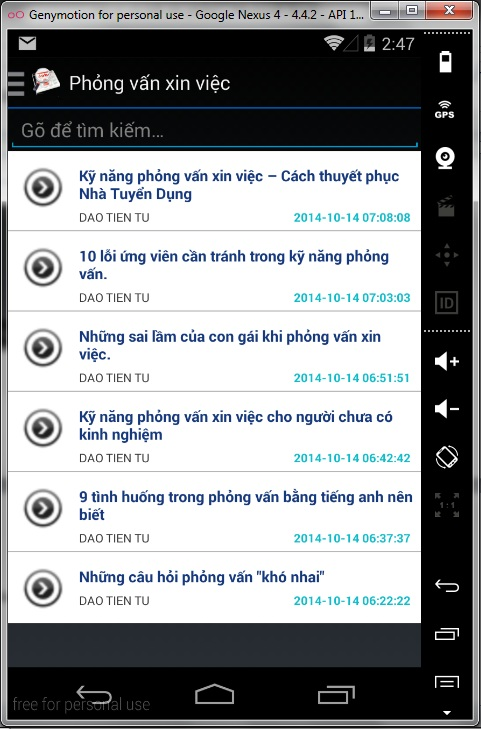 Genymotion for personal use - Google Nexus 4 - 4.4.2 - API 1...
2:47
Phỏng vấn xin việc
GPS
Gõ để tìm kiếm...
Kỹ năng phỏng vấn xin việc – Cách thuyết phục
Nhà Tuyển Dụng
DAO TIEN TU 2014-10-14 07:08:08
10 lỗi ứng viên cần tránh trong kỹ năng phỏng
vấn.
DAO TIEN TU 2014-10-14 07:03:03
ID
Những sai lầm của con gái khi phỏng vấn xin
việc.
DAO TIEN TU 2014-10-14 06:51:51
Kỹ năng phỏng vấn xin việc cho người chưa có
kinh nghiệm
DAO TIEN TU 2014-10-14 06:42:42
9 tình huống trong phỏng vấn bằng tiếng anh nên
biết
DAO TIEN TU 2014-10-14 06:37:37
1:1
Những câu hỏi phỏng vấn "khó nhai"
DAO TIEN TU 2014-10-14 06:22:22
free for personal use